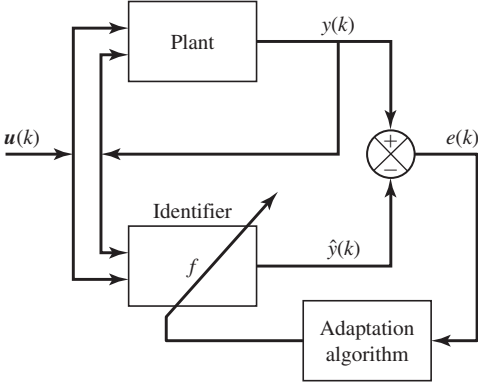 Plant
y(k)
u(k)
+
−
e(k)
Identifier
f
ŷ(k)
Adaptation
algorithm